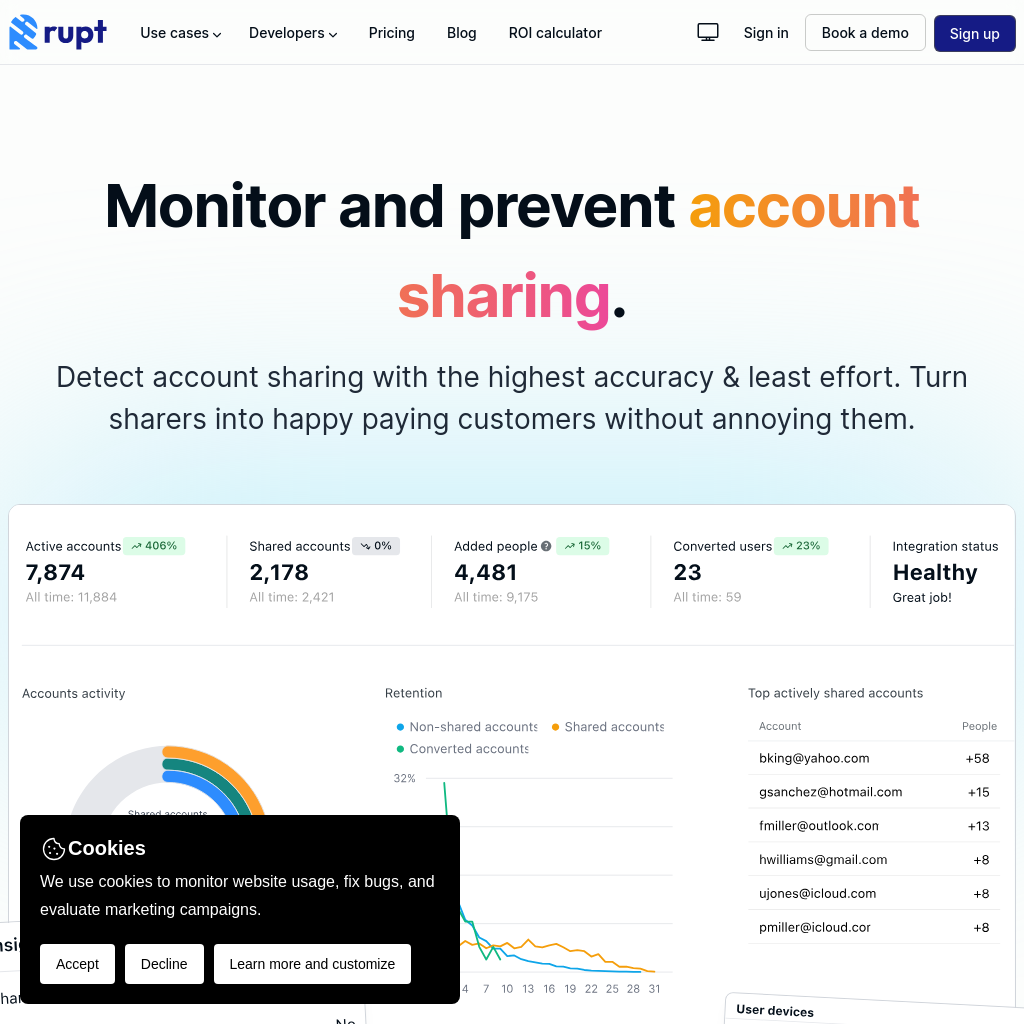 rupt
Use cases
Developers
Pricing
Blog
ROI calculator
Sign in
Book a demo
Sign up
Monitor and prevent account
sharing.
Detect account sharing with the highest accuracy & least effort. Turn
sharers into happy paying customers without annoying them.
Active accounts 406%
7,874
All time: 11,884
Shared accounts 0%
2,178
All time: 2,421
Added people ? 15%
4,481
All time: 9,175
Converted users 23%
23
All time: 59
Integration status
Healthy
Great job!
Accounts activity
Shared accounts
Retention
Non-shared accounts
Shared accounts
Converted accounts
32%
4 7 10 13 16 19 22 25 28 31
Top actively shared accounts
Account People
bking@yahoo.com +58
gsanchez@hotmail.com +15
fmiller@outlook.com +13
hwilliams@gmail.com +8
ujones@icloud.com +8
pmiller@icloud.cor +8
Cookies
We use cookies to monitor website usage, fix bugs, and
evaluate marketing campaigns.
Accept
Decline
Learn more and customize
User devices